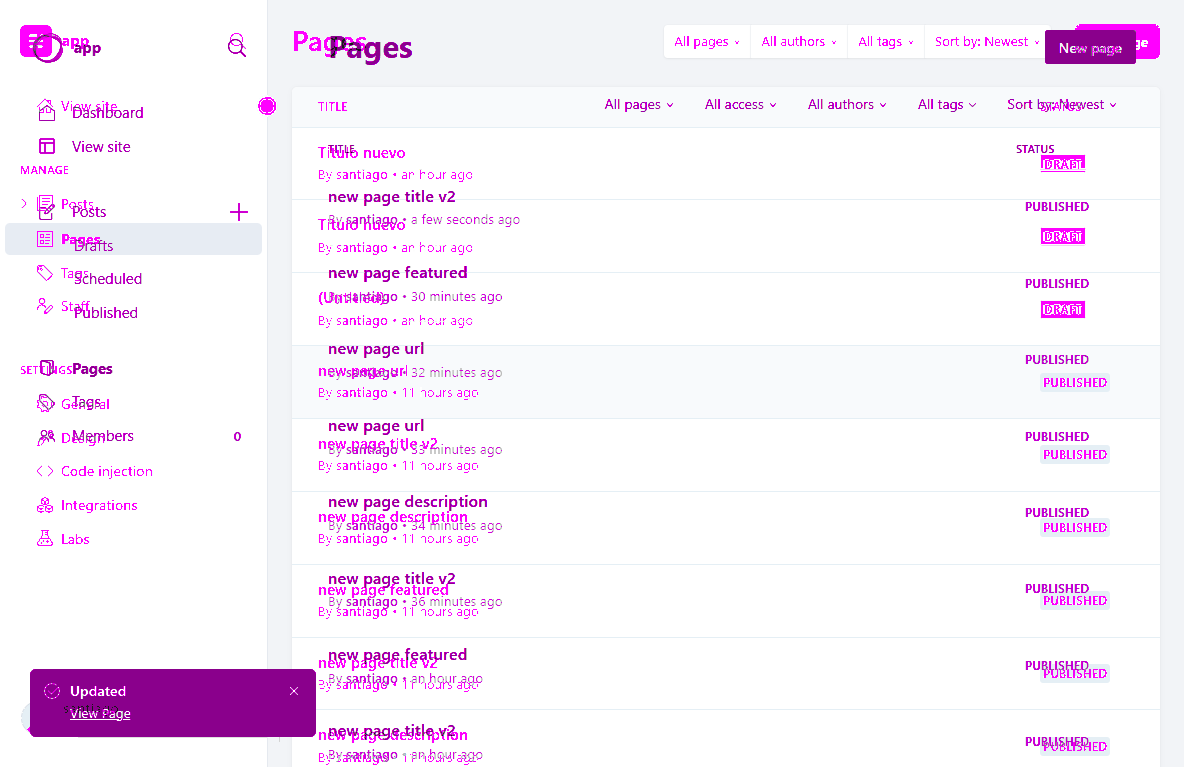 app
app
Pages
Pages
All pages
All authors
All tags
Sort by: Newest
New page
View site
Dashboard
View site
MANAGE
Posts
Posts
Pages
Drafts
Tags
Scheduled
Staff
Published
SETTINGS
Pages
General
Tags
Design
Members
0
Code injection
Integrations
Labs
TITLE
All pages
All access
All authors
All tags
Sort by: Newest
STATUS
TITLE
STATUS
Titulo nuevo
DRAFT
By santiago • an hour ago
new page title v2
PUBLISHED
By santiago • a few seconds ago
Titulo nuevo
DRAFT
By santiago • an hour ago
new page featured
PUBLISHED
By santiago • 30 minutes ago
(Untitled)
DRAFT
By santiago • an hour ago
new page url
PUBLISHED
By santiago • 32 minutes ago
new page url
PUBLISHED
By santiago • 11 hours ago
new page url
PUBLISHED
By santiago • 33 minutes ago
new page title v2
PUBLISHED
By santiago • 11 hours ago
new page description
PUBLISHED
By santiago • 34 minutes ago
new page description
PUBLISHED
By santiago • 11 hours ago
new page title v2
PUBLISHED
By santiago • 36 minutes ago
new page featured
PUBLISHED
By santiago • 11 hours ago
new page featured
PUBLISHED
By santiago • an hour ago
new page title v2
PUBLISHED
By santiago • 11 hours ago
new page title v2
PUBLISHED
By santiago • an hour ago
new page description
PUBLISHED
By santiago • 11 hours ago
Updated
View Page